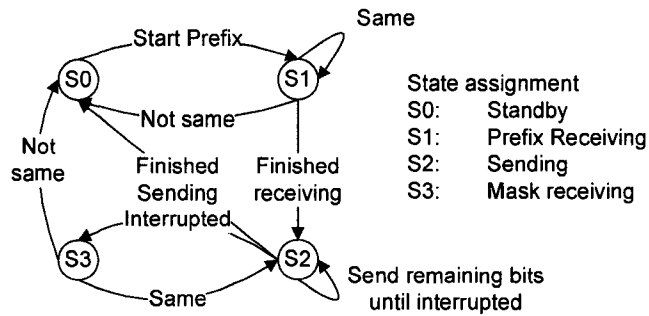 Same
Start Prefix
S0
S1
Not same
State assignment
S0: Standby
S1: Prefix Receiving
S2: Sending
S3: Mask receiving
Not
same
Finished
Sending
Interrupted
Finished
receiving
S3
S2
Same
Send remaining bits
until interrupted